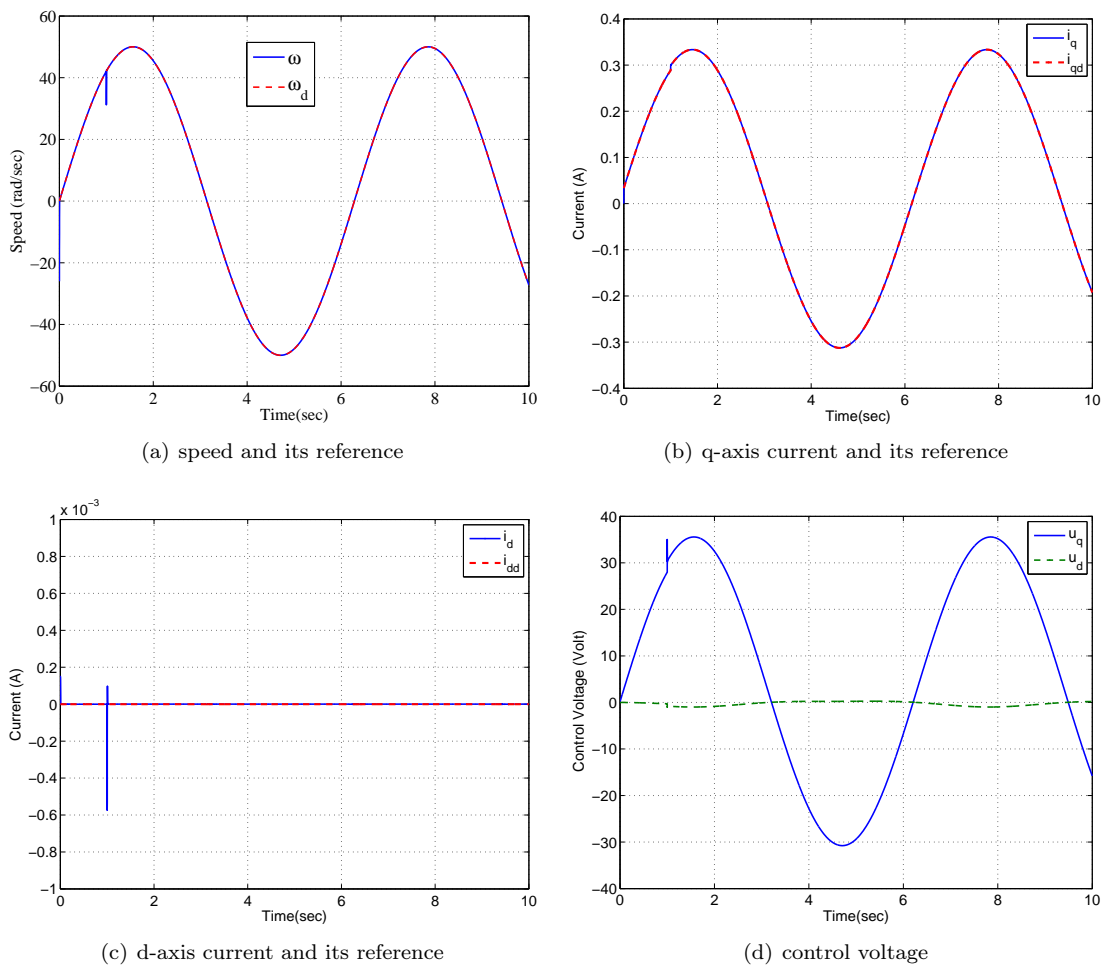 60
40
20
0
−20
−40
−60
Speed (rad/sec)
ω
ω_d
0 2 4 6 8 10
Time(sec)
(a) speed and its reference
0.4
0.3
0.2
0.1
0
−0.1
−0.2
−0.3
−0.4
Current (A)
i_q
i_qd
0 2 4 6 8 10
Time(sec)
(b) q-axis current and its reference
x 10^−3
1
0.8
0.6
0.4
0.2
0
−0.2
−0.4
−0.6
−0.8
−1
Current (A)
i_d
i_dd
0 2 4 6 8 10
Time(sec)
(c) d-axis current and its reference
40
30
20
10
0
−10
−20
−30
−40
Control Voltage (Volt)
u_q
u_d
0 2 4 6 8 10
Time(sec)
(d) control voltage